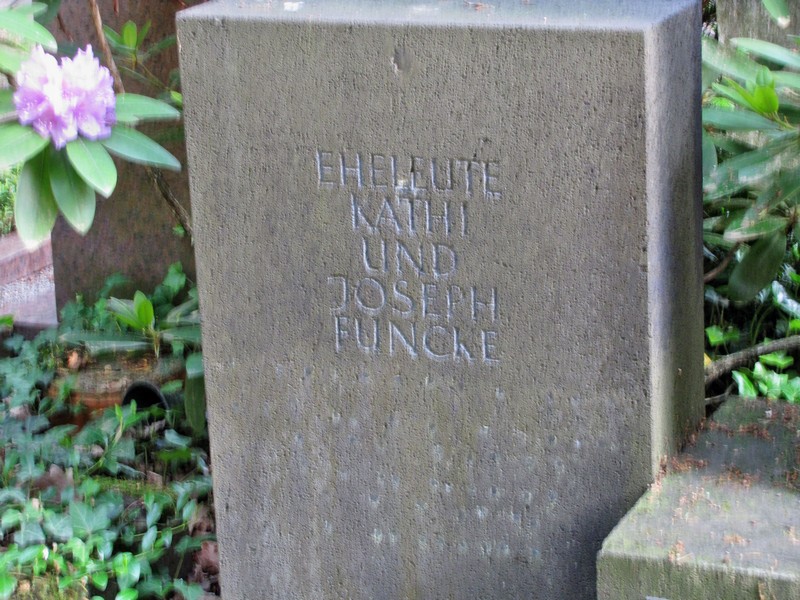 EHELEUTE
KATHI
UND
JOSEPH
FUNCKE